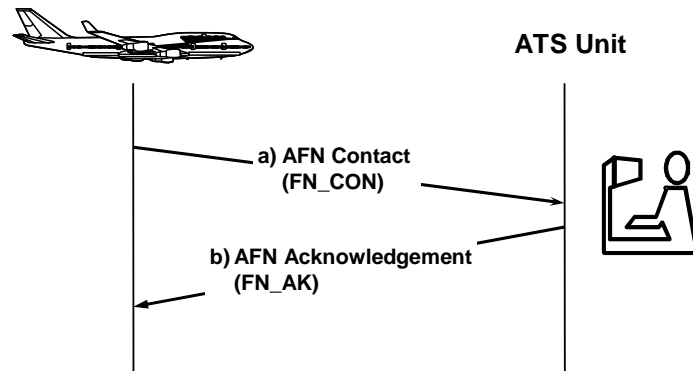 ATS Unit
a) AFN Contact
(FN_CON)
b) AFN Acknowledgement
(FN_AK)